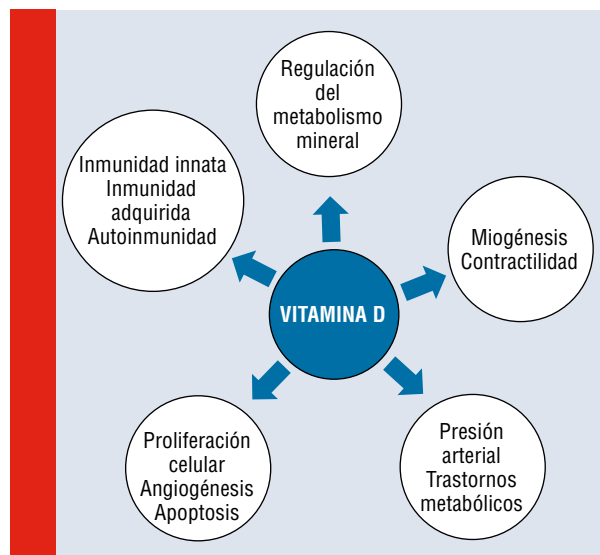 Regulación
del
metabolismo
mineral
Inmunidad innata
Inmunidad
adquirida
Autoinmunidad
Miogénesis
Contractilidad
VITAMINA D
Proliferación
celular
Angiogénesis
Apoptosis
Presión
arterial
Trastornos
metabólicos